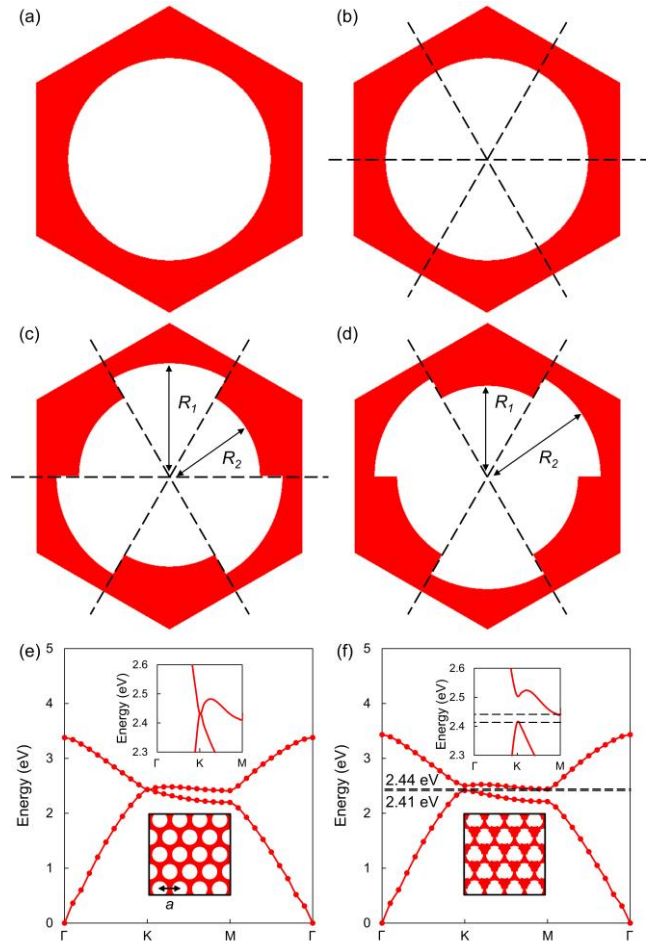 (a)
(b)
(c)
R1
R2
(d)
R1
R2
(e)
5
4
3
2
1
0
Energy (eV)
2.6
2.5
2.4
2.3
Energy (eV)
Γ
K
M
a
Γ
K
M
Γ
(f)
5
4
3
2
1
0
Energy (eV)
2.6
2.5
2.4
2.3
Energy (eV)
Γ
K
M
2.44 eV
2.41 eV
Γ
K
M
Γ